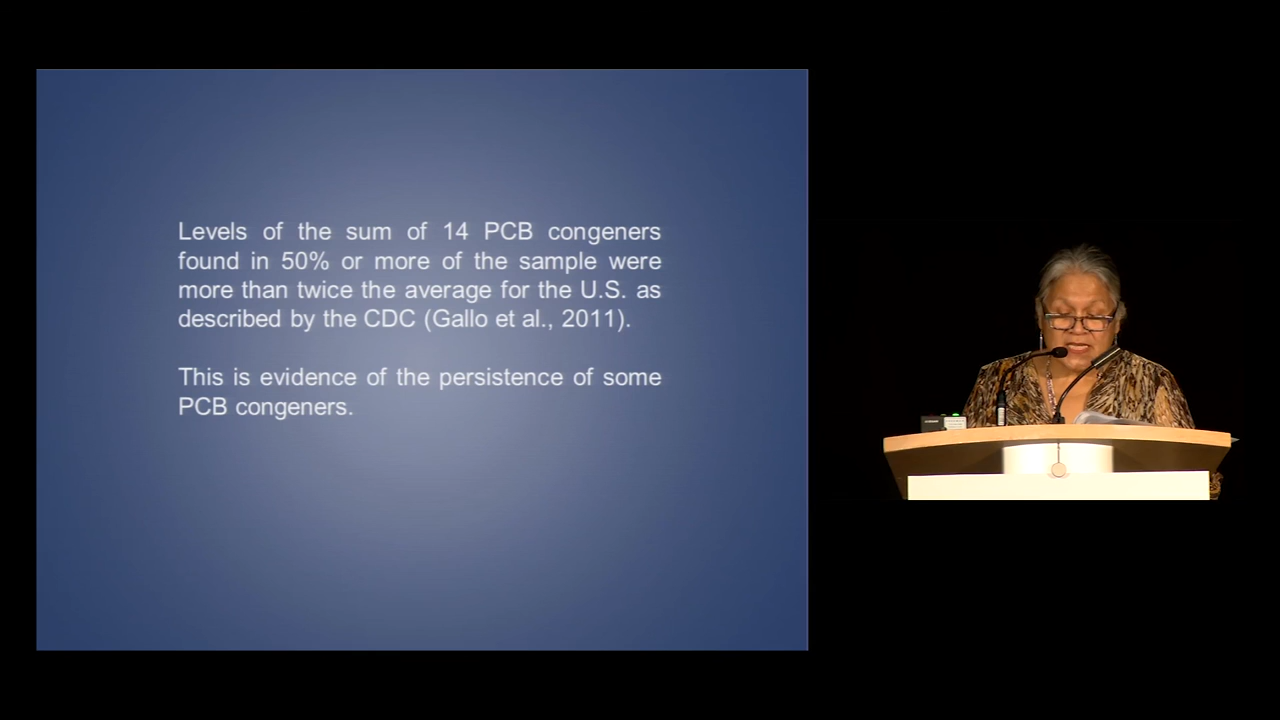 Levels of the sum of 14 PCB congeners
found in 50% or more of the sample were
more than twice the average for the U.S. as
described by the CDC (Gallo et al., 2011).
This is evidence of the persistence of some
PCB congeners.